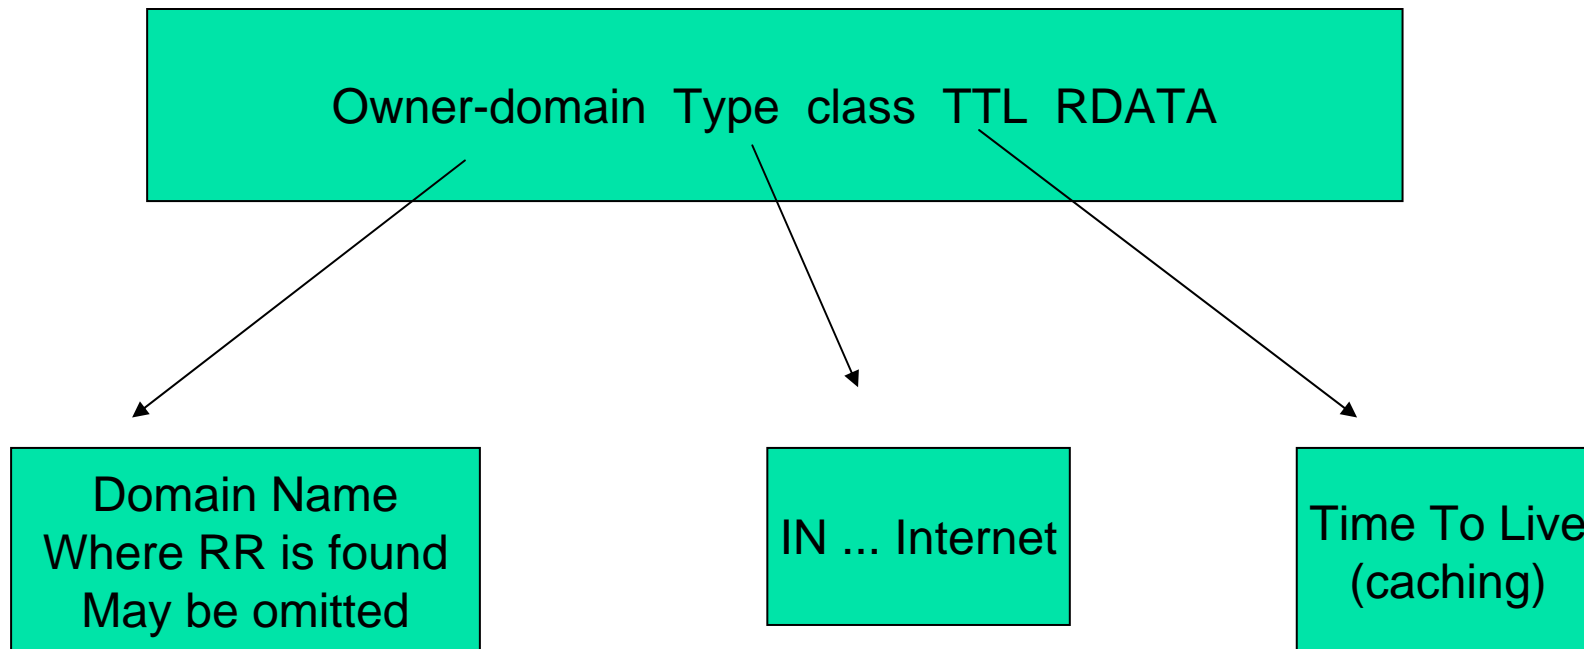 Owner-domain Type class TTL RDATA
Domain Name
Where RR is found
May be omitted
IN ... Internet
Time To Live
(caching)